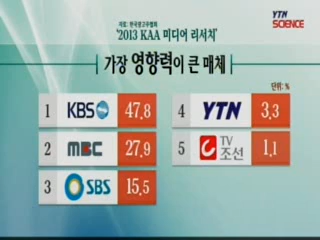 YTN
SCIENCE
자료: 한국광고주협회
'2013 KAA 미디어 리서치'
가장 영향력이 큰 매체
단위: %
1 KBS 47.8
2 MBC 27.9
3 SBS 15.5
4 YTN 3.3
5 TV 조선 1.1